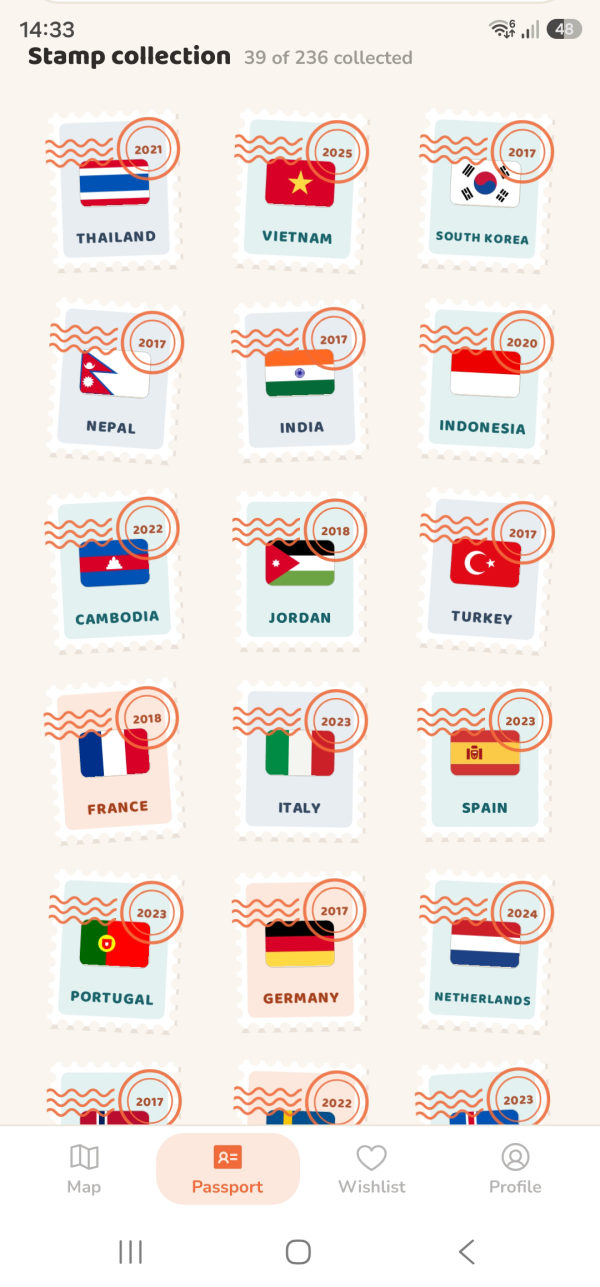 14:33
6
48
Stamp collection 39 of 236 collected
2021
THAILAND
2025
VIETNAM
2017
SOUTH KOREA
2017
NEPAL
2017
INDIA
2020
INDONESIA
2022
CAMBODIA
2018
JORDAN
2017
TURKEY
2018
FRANCE
2023
ITALY
2023
SPAIN
2023
PORTUGAL
2017
GERMANY
2024
NETHERLANDS
2017
2022
2023
Map
Passport
Wishlist
Profile